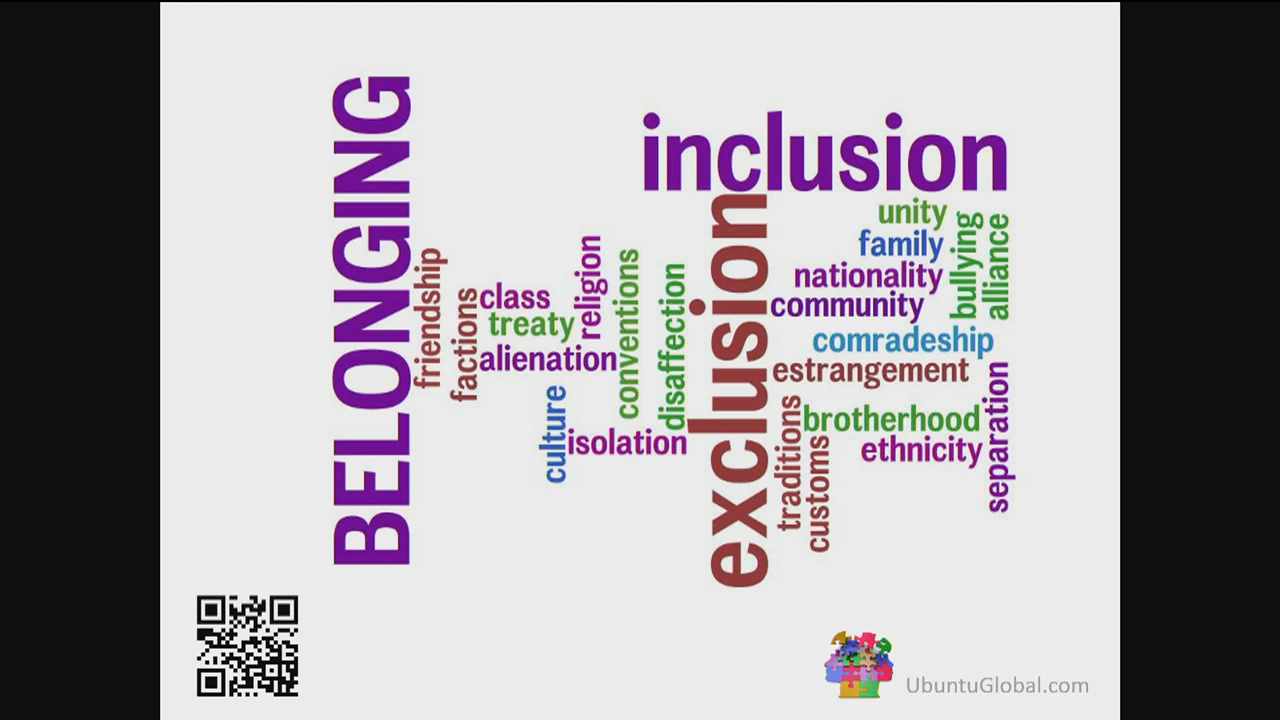 BELONGING
inclusion
exclusion
friendship
factions
class
treaty
alienation
religion
conventions
culture
isolation
disaffection
unity
family
nationality
community
bullying
alliance
comradeship
estrangement
traditions
customs
brotherhood
ethnicity
separation
UbuntuGlobal.com